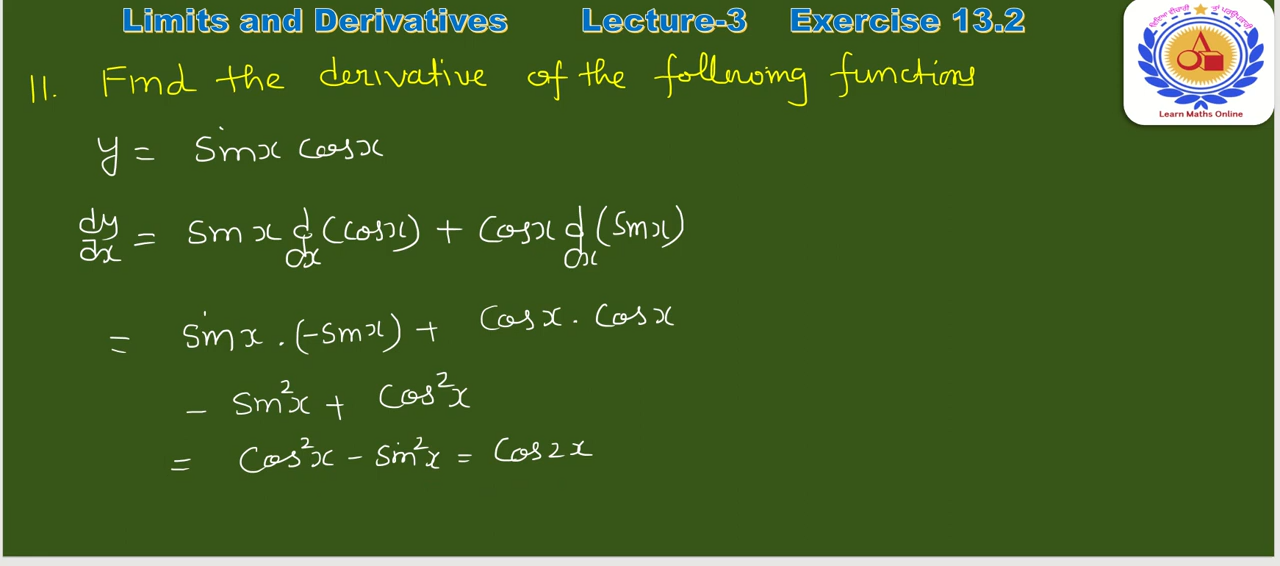 Limits and Derivatives Lecture-3 Exercise 13.2
11. Find the derivative of the following functions
y = sinx cosx
dy/dx = sinx d/dx (cosx) + cosx d/dx (sinx)
= sinx . (-sinx) + cosx . cosx
- sin²x + cos²x
= cos²x - sin²x = cos2x
Learn Maths Online